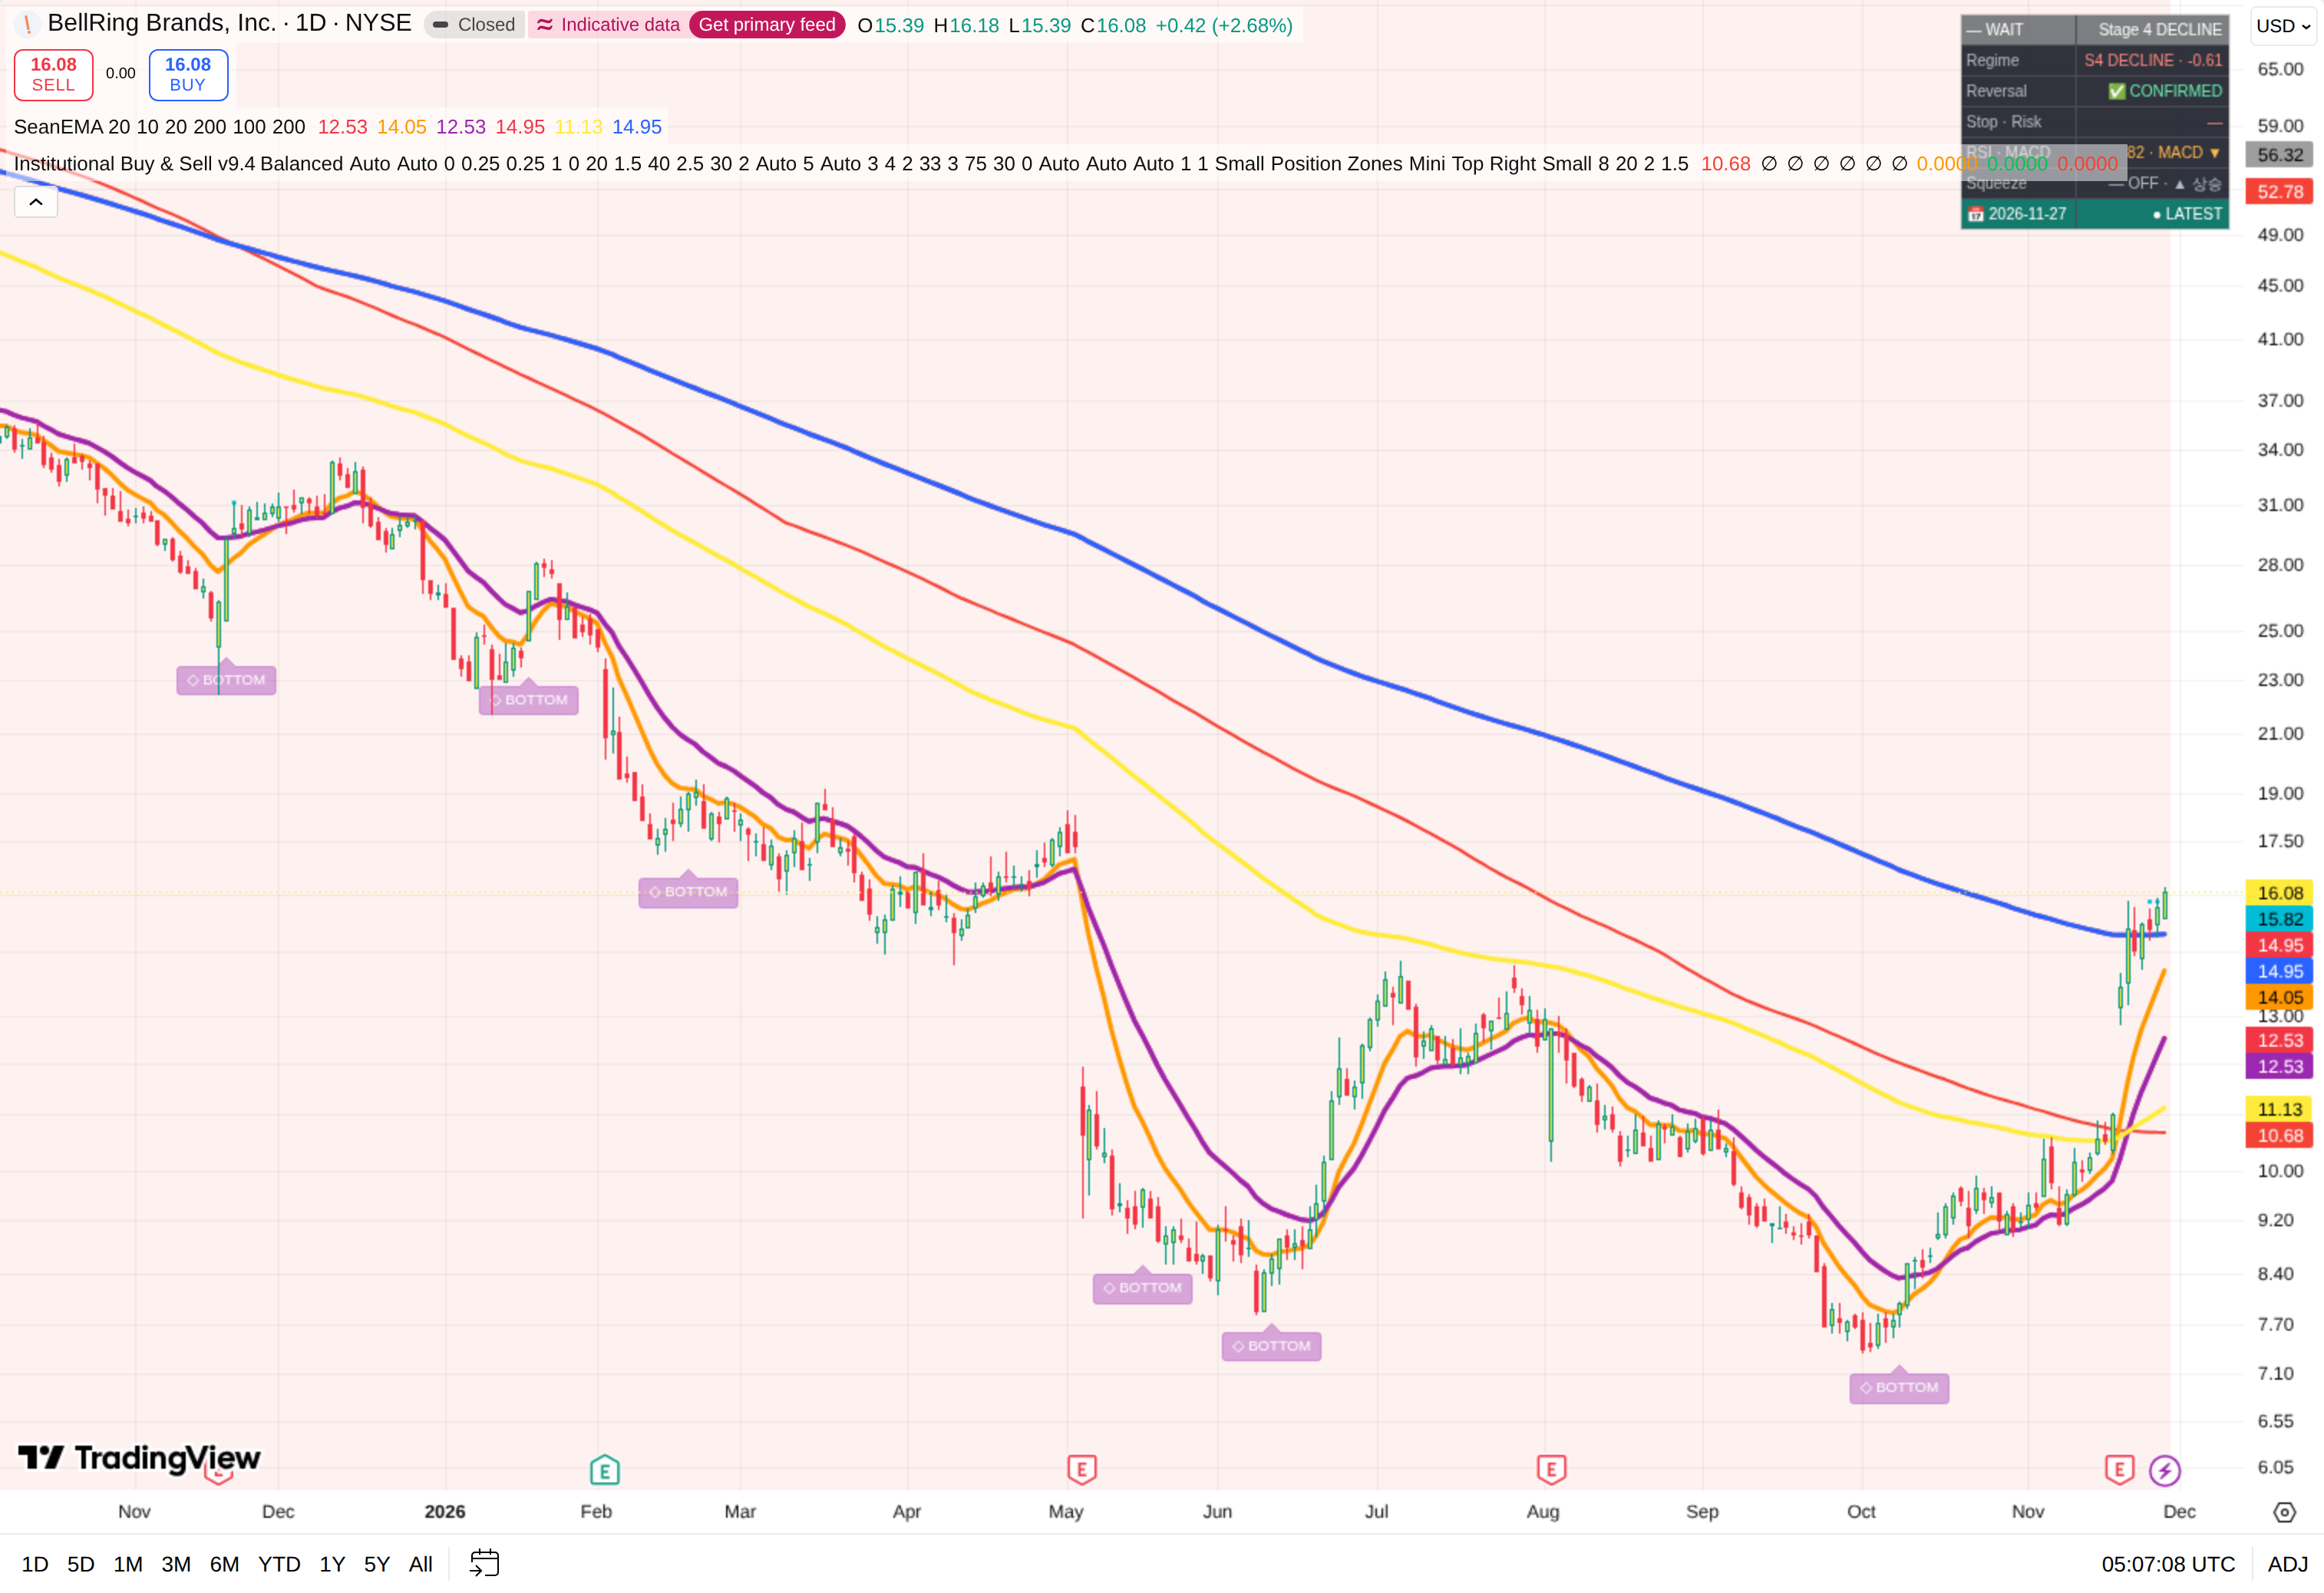 BellRing Brands, Inc. · 1D · NYSE Closed Indicative data Get primary feed O15.39 H16.18 L15.39 C16.08 +0.42 (+2.68%)
16.08 SELL 0.00 16.08 BUY
SeanEMA 20 10 20 200 100 200 12.53 14.05 12.53 14.95 11.13 14.95
Institutional Buy & Sell v9.4 Balanced Auto Auto 0 0.25 0.25 1 0 20 1.5 40 2.5 30 2 Auto 5 Auto 3 4 2 33 3 75 30 0 Auto Auto Auto 1 1 Small Position Zones Mini Top Right Small 8 20 2 1.5 10.68 ∅ ∅ ∅ ∅ ∅ ∅ 0.0000 0.0000 0.0000
— WAIT Stage 4 DECLINE
Regime S4 DECLINE · -0.61
Reversal ✅ CONFIRMED
Stop · Risk —
RSI · MACD 82 · MACD ▼
Squeeze — OFF · ▲ 상승
📅 2026-11-27 ● LATEST
USD
65.00
59.00
56.32
52.78
49.00
45.00
41.00
37.00
34.00
31.00
28.00
25.00
23.00
21.00
19.00
17.50
16.08
15.82
14.95
14.95
14.05
13.00
12.53
12.53
11.13
10.68
10.00
9.20
8.40
7.70
7.10
6.55
6.05
◇ BOTTOM
◇ BOTTOM
◇ BOTTOM
◇ BOTTOM
◇ BOTTOM
◇ BOTTOM
TradingView
E E E E E
Nov Dec 2026 Feb Mar Apr May Jun Jul Aug Sep Oct Nov Dec
1D 5D 1M 3M 6M YTD 1Y 5Y All 05:07:08 UTC ADJ